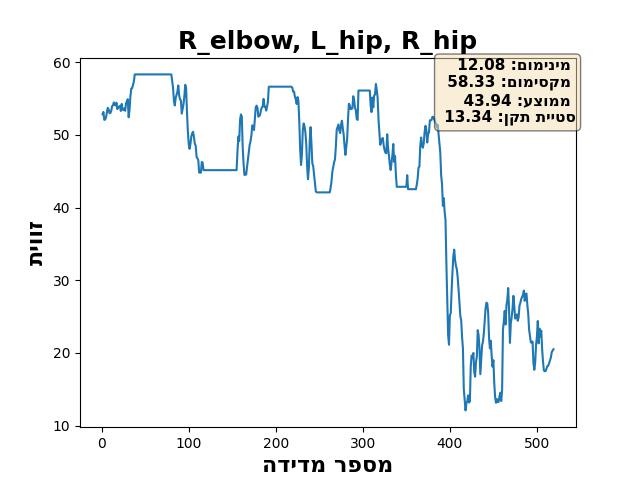 R_elbow, L_hip, R_hip
מינימום: 12.08
מקסימום: 58.33
ממוצע: 43.94
סטיית תקן: 13.34
60
50
40
30
20
10
זווית
0 100 200 300 400 500
מספר מדידה